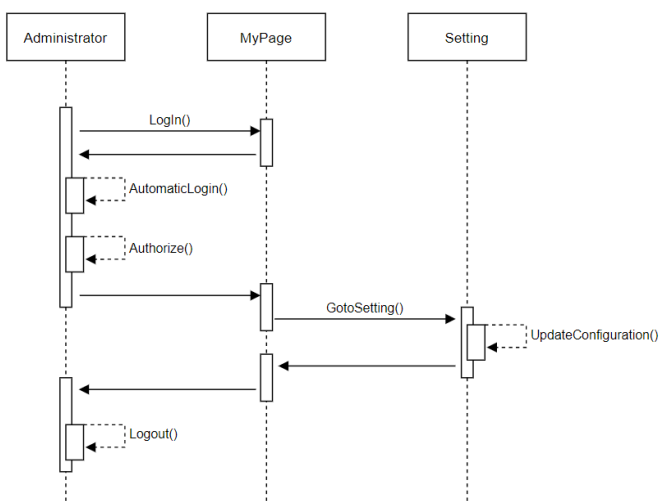 Administrator
MyPage
Setting
LogIn()
AutomaticLogin()
Authorize()
GotoSetting()
UpdateConfiguration()
Logout()